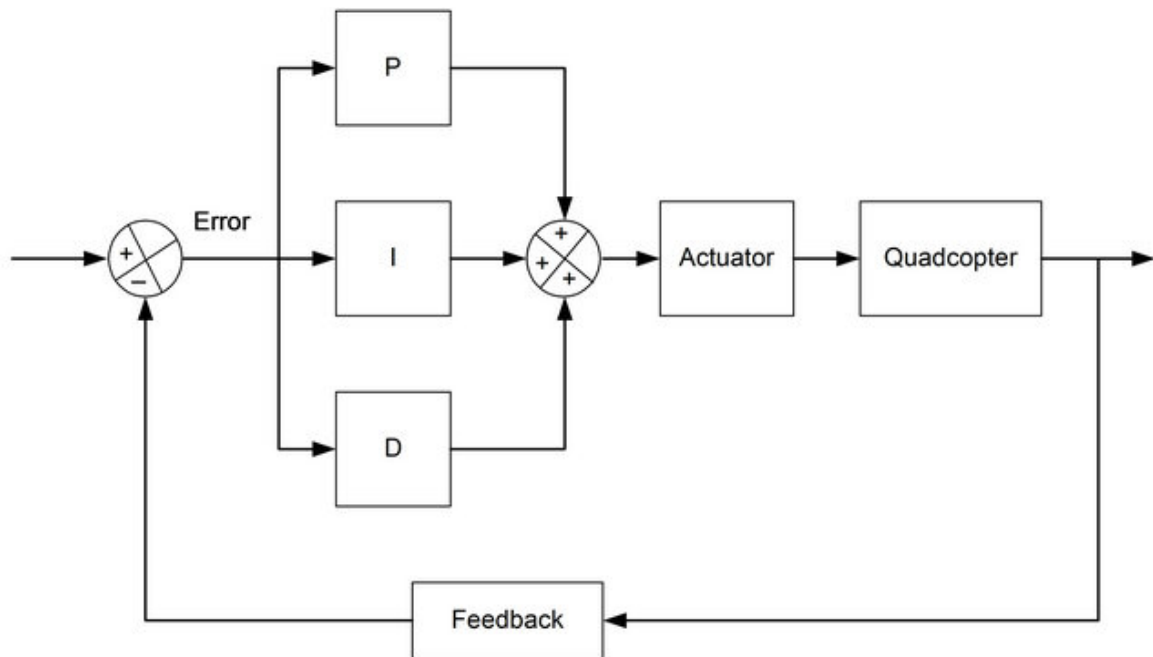 P
Error
+
−
I
+
+
+
Actuator
Quadcopter
D
Feedback